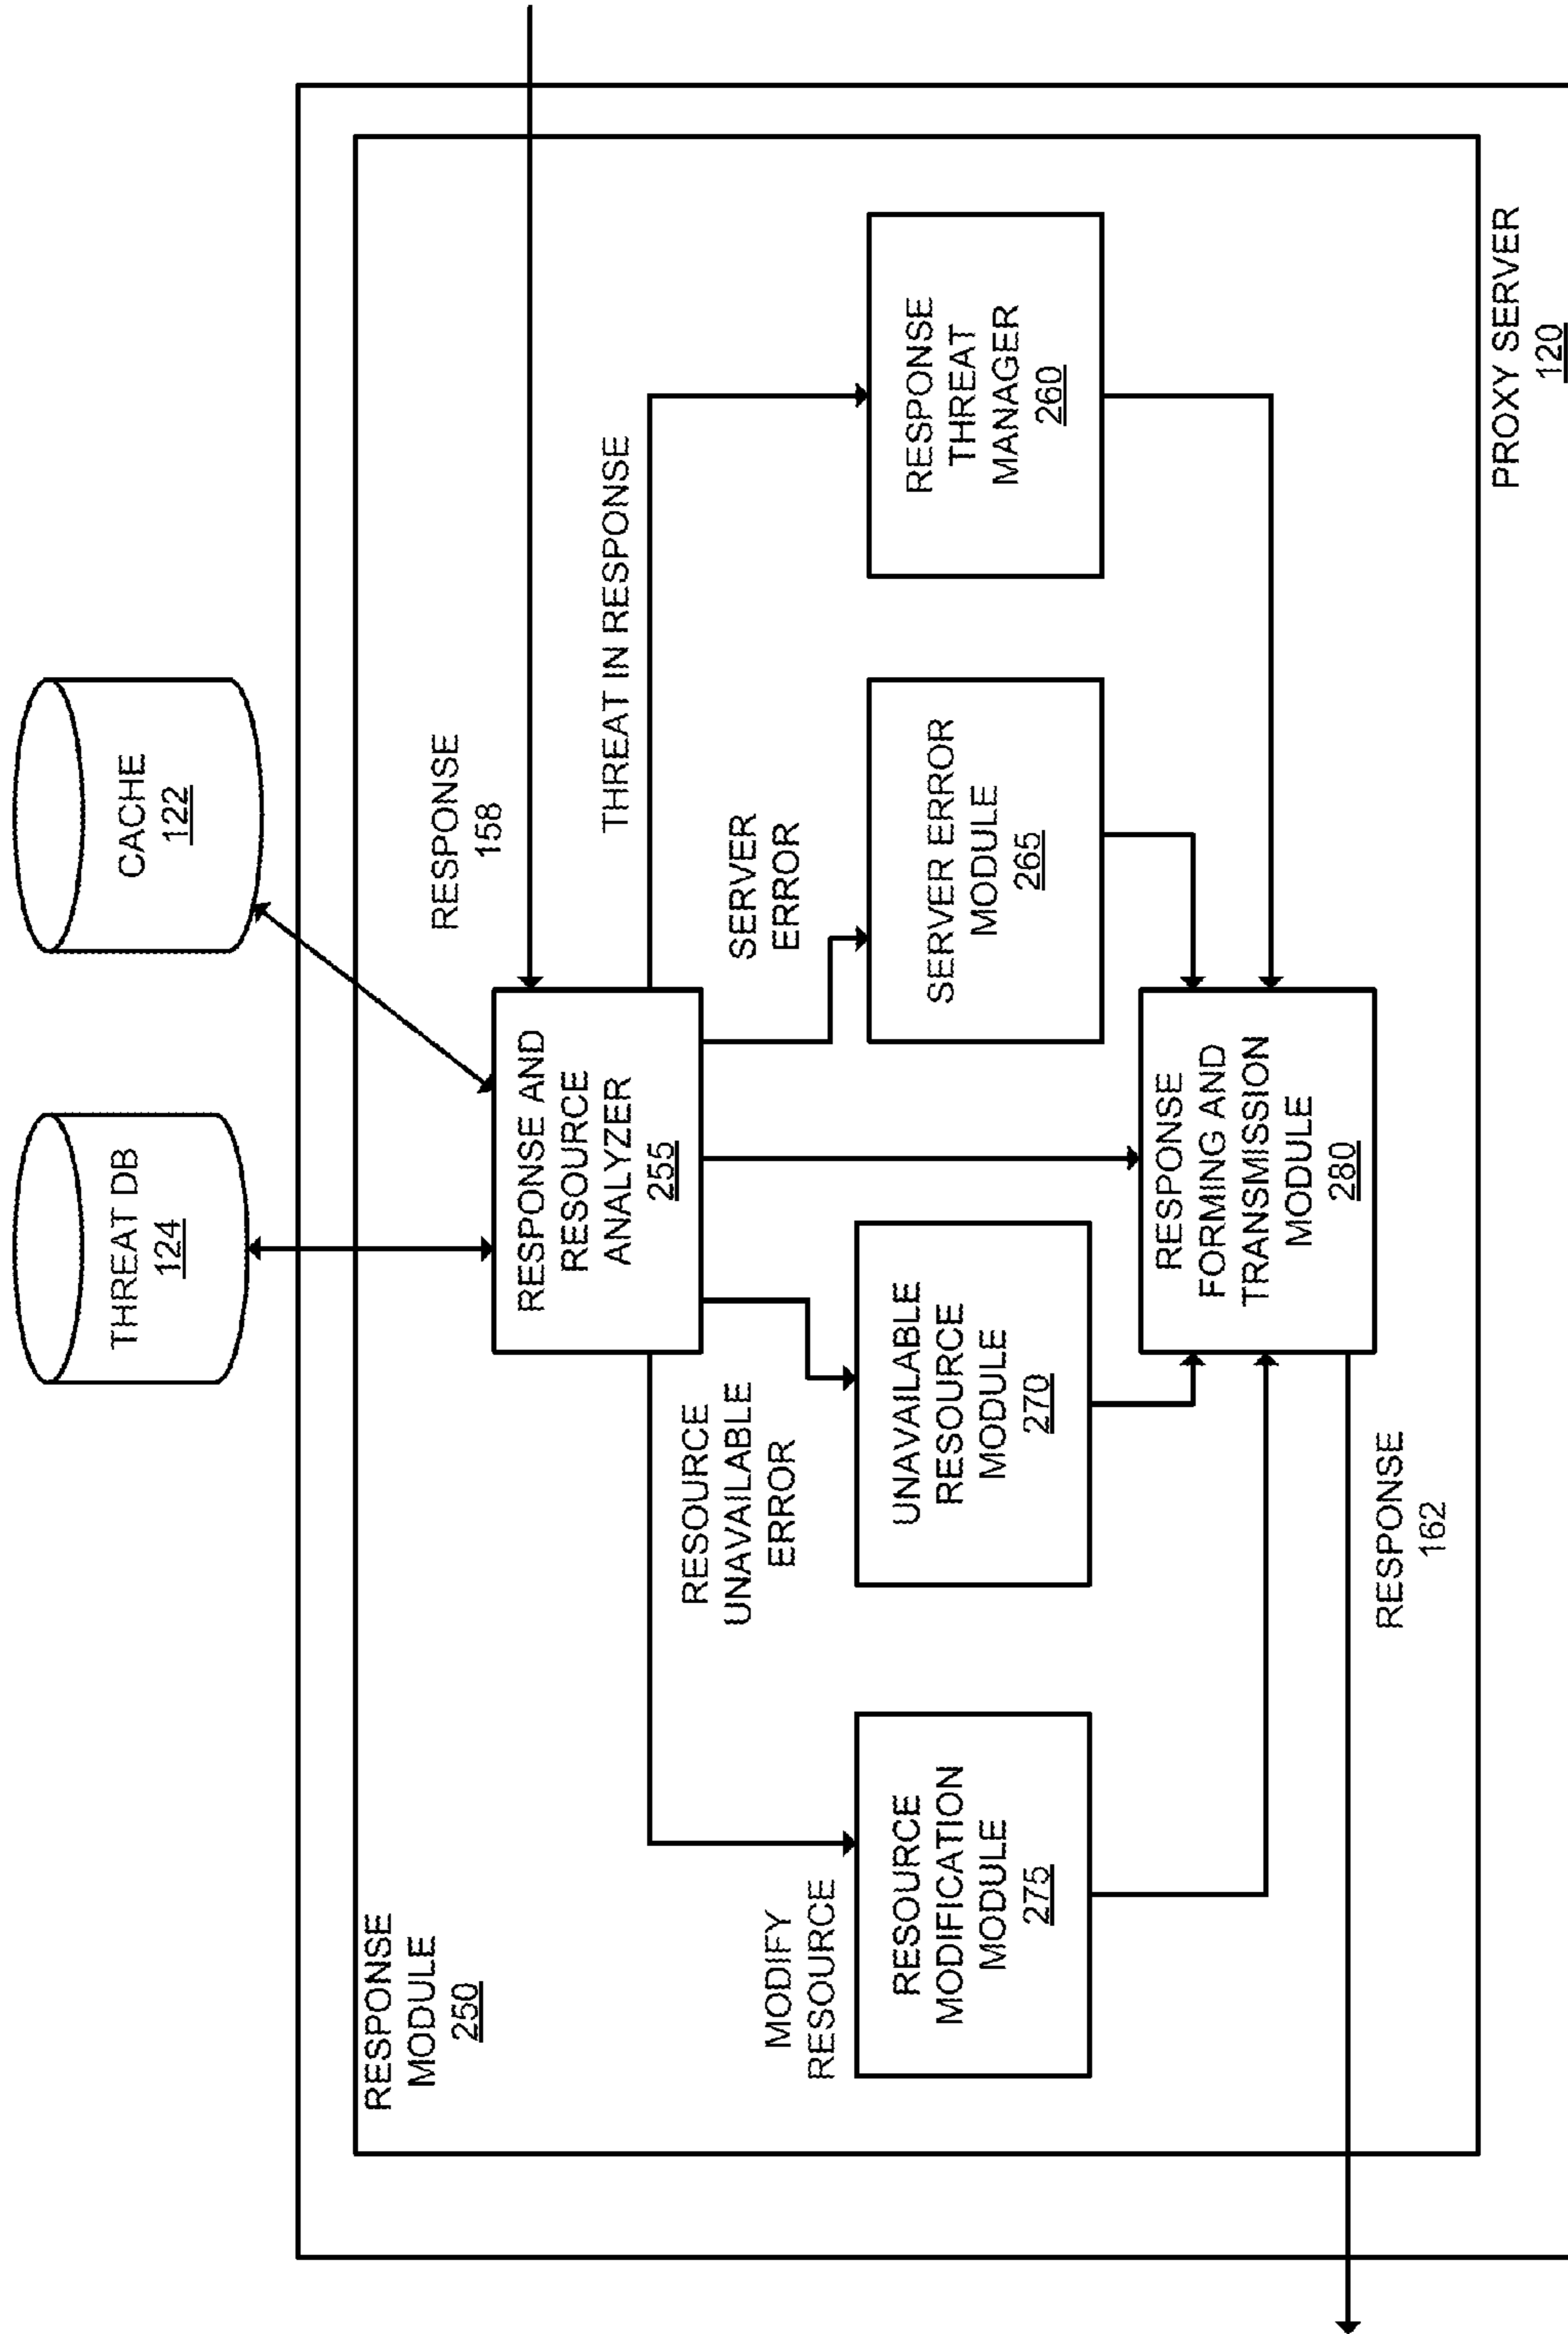 THREAT DB
124
CACHE
122
RESPONSE
MODULE
250
RESPONSE
158
RESPONSE AND
RESOURCE
ANALYZER
255
THREAT IN RESPONSE
MODIFY
RESOURCE
RESOURCE
UNAVAILABLE
ERROR
SERVER
ERROR
RESOURCE
MODIFICATION
MODULE
275
UNAVAILABLE
RESOURCE
MODULE
270
SERVER ERROR
MODULE
265
RESPONSE
THREAT
MANAGER
260
RESPONSE
FORMING AND
TRANSMISSION
MODULE
280
RESPONSE
162
PROXY SERVER
120